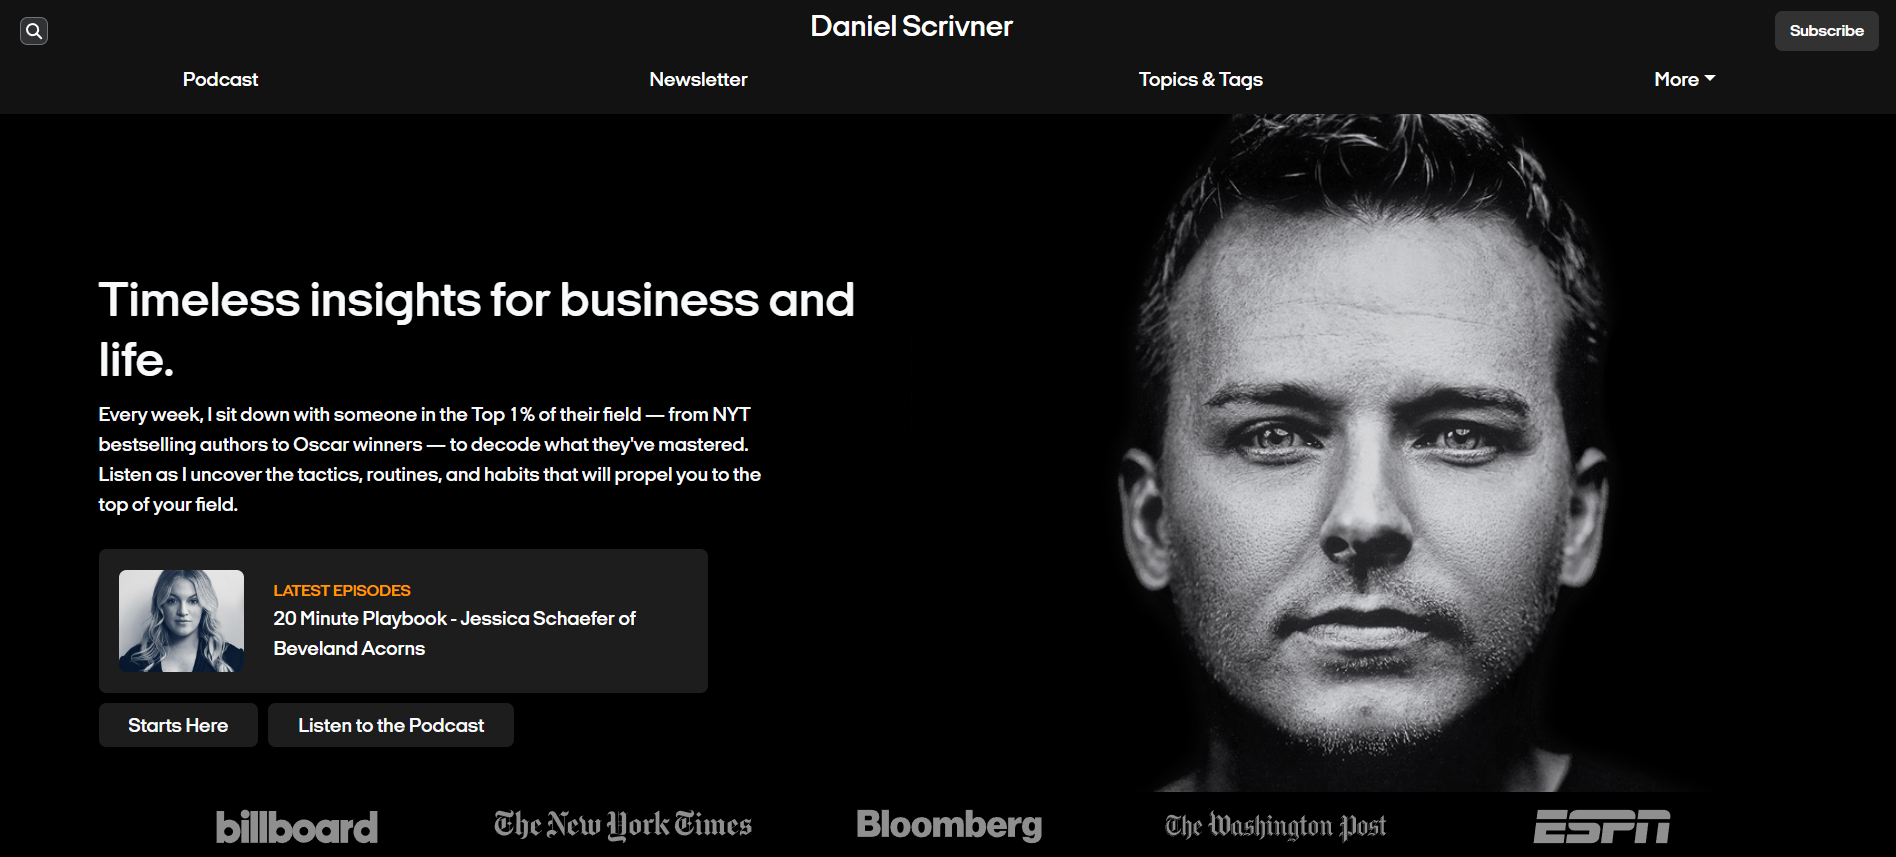 Daniel Scrivner
Subscribe
Podcast
Newsletter
Topics & Tags
More
Timeless insights for business and
life.
Every week, I sit down with someone in the Top 1% of their field — from NYT
bestselling authors to Oscar winners — to decode what they've mastered.
Listen as I uncover the tactics, routines, and habits that will propel you to the
top of your field.
LATEST EPISODES
20 Minute Playbook - Jessica Schaefer of
Beveland Acorns
Starts Here
Listen to the Podcast
billboard
The New York Times
Bloomberg
The Washington Post
ESPN